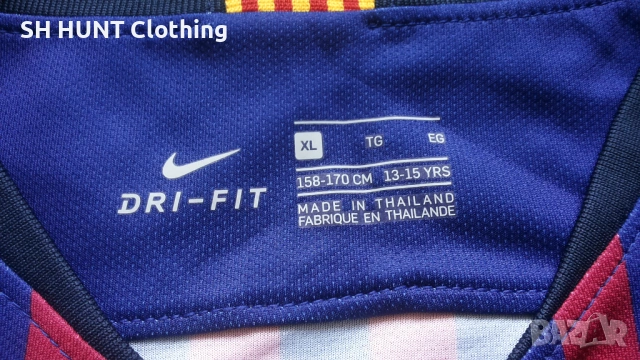 SH HUNT Clothing
XL TG EG
158-170 CM 13-15 YRS
DRI-FIT
MADE IN THAILAND
FABRIQUE EN THAILANDE
BAZAR